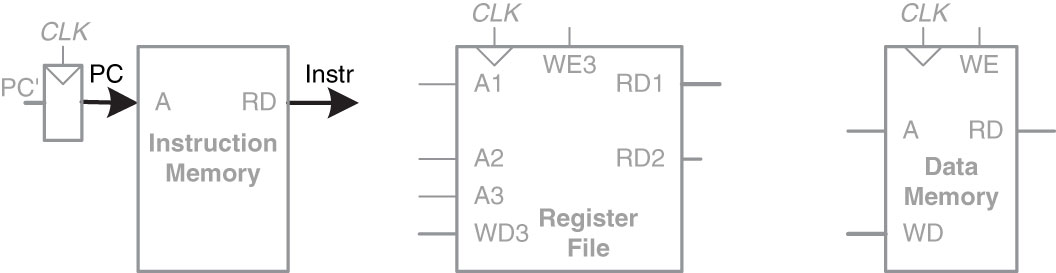 CLK
PC'
PC
A
RD
Instruction
Memory
Instr
CLK
WE3
A1
RD1
A2
RD2
A3
WD3
Register
File
CLK
WE
A
RD
Data
Memory
WD